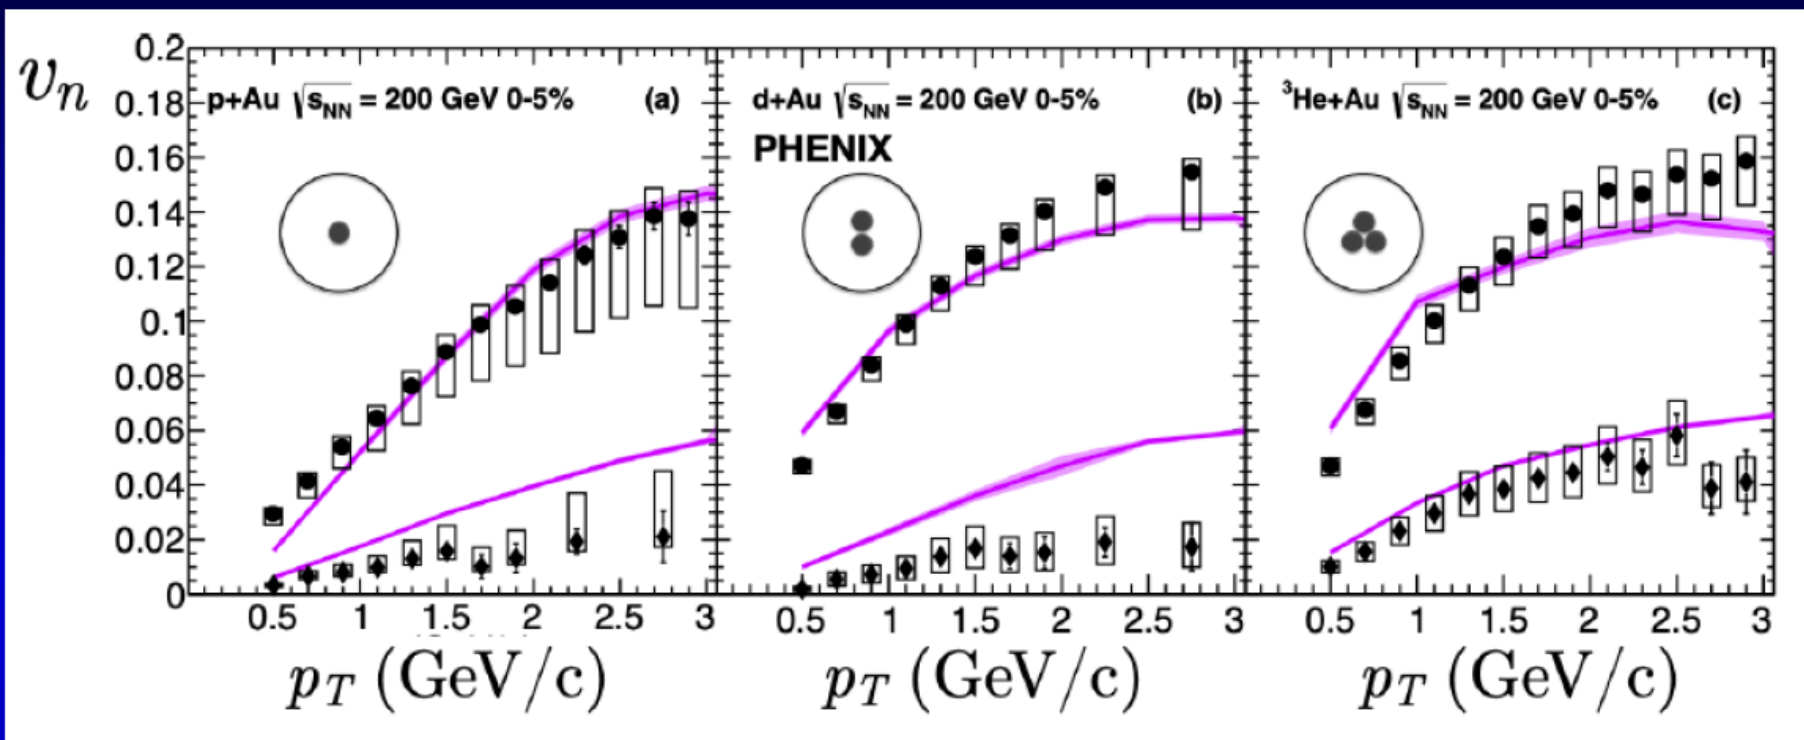 v_n
p+Au √s_NN = 200 GeV 0-5% (a)
d+Au √s_NN = 200 GeV 0-5% (b)
³He+Au √s_NN = 200 GeV 0-5% (c)
PHENIX
0.2
0.18
0.16
0.14
0.12
0.1
0.08
0.06
0.04
0.02
0
0.5 1 1.5 2 2.5 3
0.5 1 1.5 2 2.5 3
0.5 1 1.5 2 2.5 3
p_T (GeV/c)
p_T (GeV/c)
p_T (GeV/c)